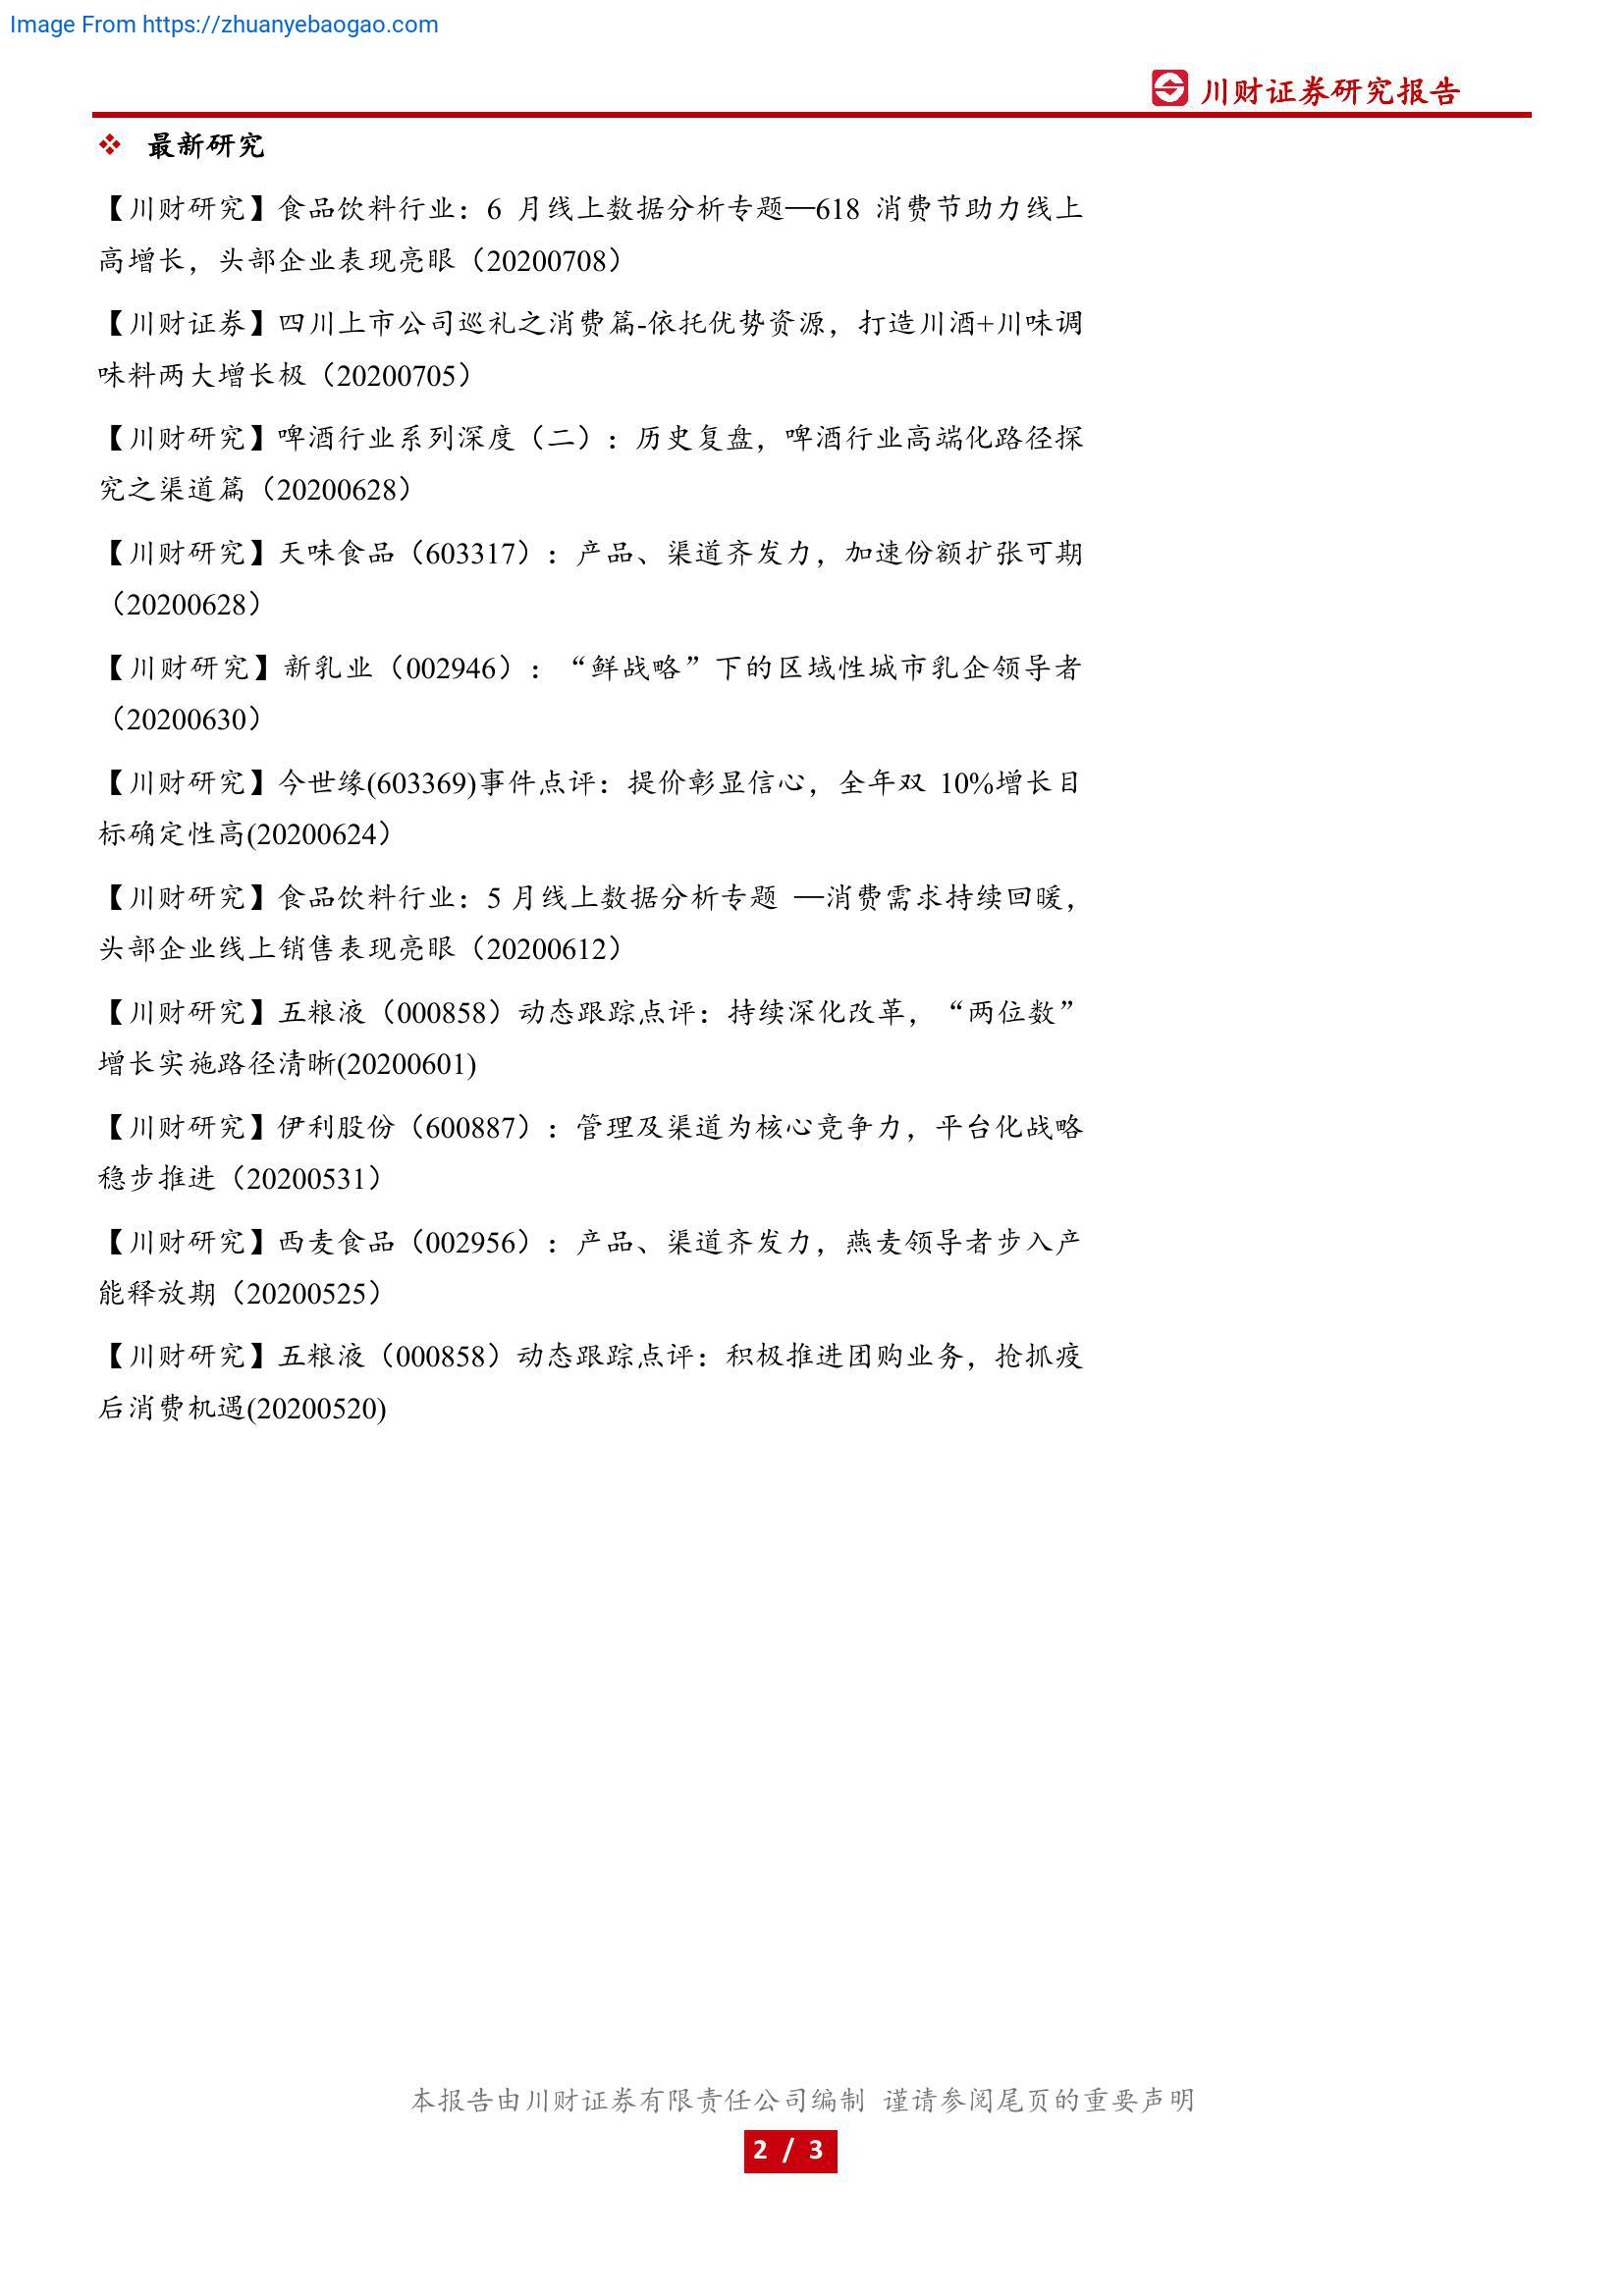 Image From https://zhuanyebaogao.com
川财证券研究报告
❖ 最新研究
【川财研究】食品饮料行业：6 月线上数据分析专题—618 消费节助力线上
高增长，头部企业表现亮眼（20200708）
【川财证券】四川上市公司巡礼之消费篇-依托优势资源，打造川酒+川味调
味料两大增长极（20200705）
【川财研究】啤酒行业系列深度（二）：历史复盘，啤酒行业高端化路径探
究之渠道篇（20200628）
【川财研究】天味食品（603317）：产品、渠道齐发力，加速份额扩张可期
（20200628）
【川财研究】新乳业（002946）：“鲜战略”下的区域性城市乳企领导者
（20200630）
【川财研究】今世缘(603369)事件点评：提价彰显信心，全年双 10%增长目
标确定性高(20200624）
【川财研究】食品饮料行业：5 月线上数据分析专题 —消费需求持续回暖，
头部企业线上销售表现亮眼（20200612）
【川财研究】五粮液（000858）动态跟踪点评：持续深化改革，“两位数”
增长实施路径清晰(20200601)
【川财研究】伊利股份（600887）：管理及渠道为核心竞争力，平台化战略
稳步推进（20200531）
【川财研究】西麦食品（002956）：产品、渠道齐发力，燕麦领导者步入产
能释放期（20200525）
【川财研究】五粮液（000858）动态跟踪点评：积极推进团购业务，抢抓疫
后消费机遇(20200520)
本报告由川财证券有限责任公司编制 谨请参阅尾页的重要声明
2 / 3